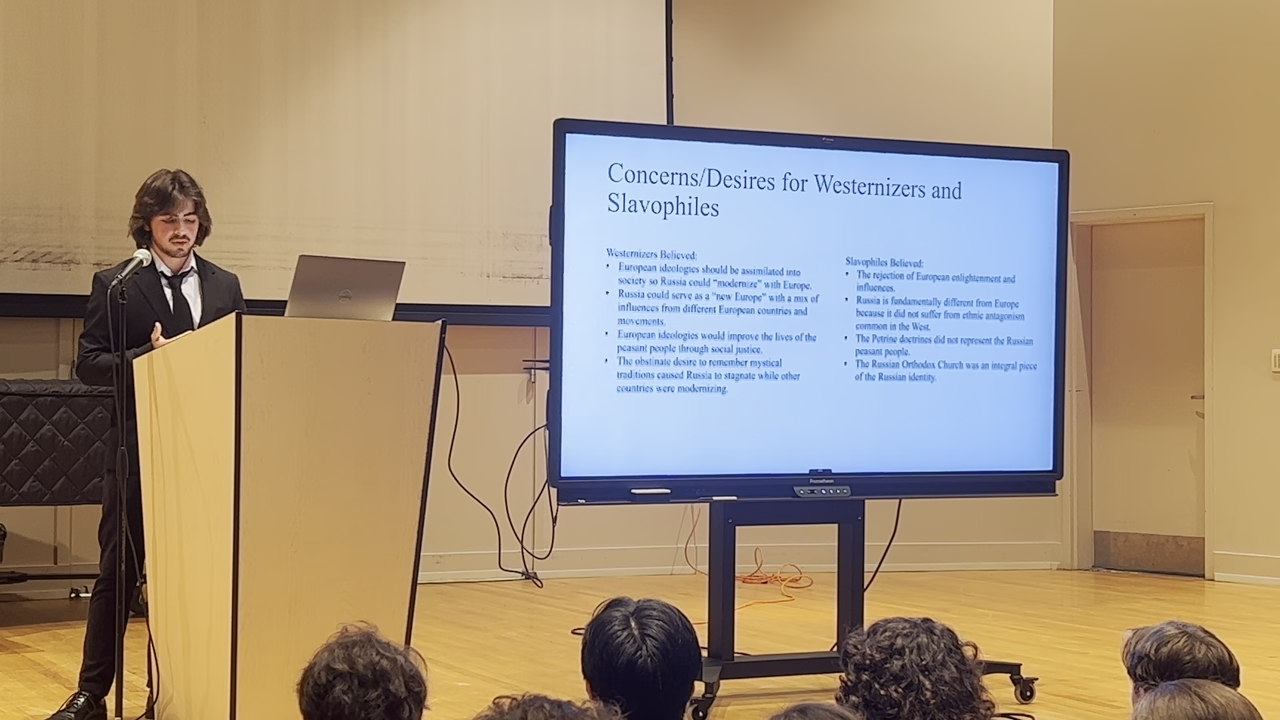 Concerns/Desires for Westernizers and
Slavophiles
Westernizers Believed:
• European ideologies should be assimilated into
society so Russia could “modernize” with Europe.
• Russia could serve as a “new Europe” with a mix of
influences from different European countries and
movements.
• European ideologies would improve the lives of the
peasant people through social justice.
• The obstinate desire to remember mystical
traditions caused Russia to stagnate while other
countries were modernizing.
Slavophiles Believed:
• The rejection of European enlightenment and
influences.
• Russia is fundamentally different from Europe
because it did not suffer from ethnic antagonism
common in the West.
• The Petrine doctrines did not represent the Russian
peasant people.
• The Russian Orthodox Church was an integral piece
of the Russian identity.
Promethean